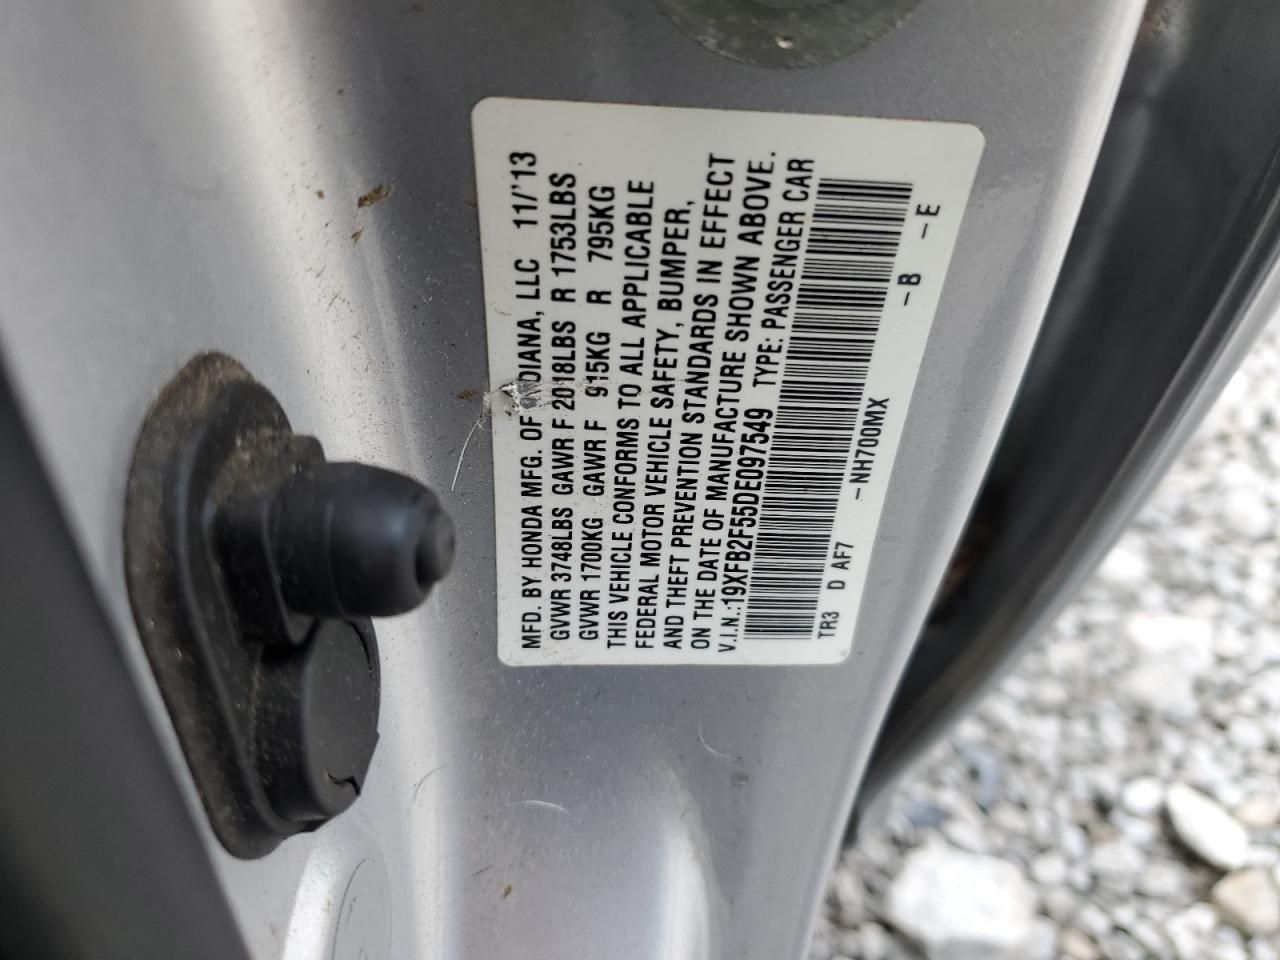 MFD. BY HONDA MFG. OF INDIANA, LLC 11/'13
GVWR 3748LBS GAWR F 2018LBS R 1753LBS
GVWR 1700KG GAWR F 915KG R 795KG
THIS VEHICLE CONFORMS TO ALL APPLICABLE
FEDERAL MOTOR VEHICLE SAFETY, BUMPER,
AND THEFT PREVENTION STANDARDS IN EFFECT
ON THE DATE OF MANUFACTURE SHOWN ABOVE.
V.I.N.:19XFB2F55DE097549 TYPE: PASSENGER CAR
TR3 D AF7 -NH700MX -B -E